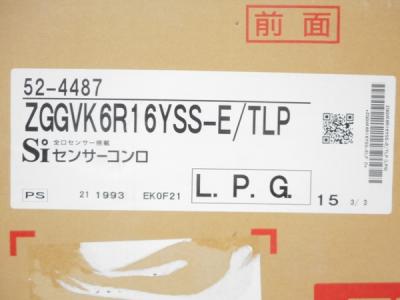 前面
52-4487
ZGGVK6R16YSS-E/TLP
全口センサー搭載
Siセンサーコンロ
PS 21 1993 EK0F21 L.P.G. 15 3/3